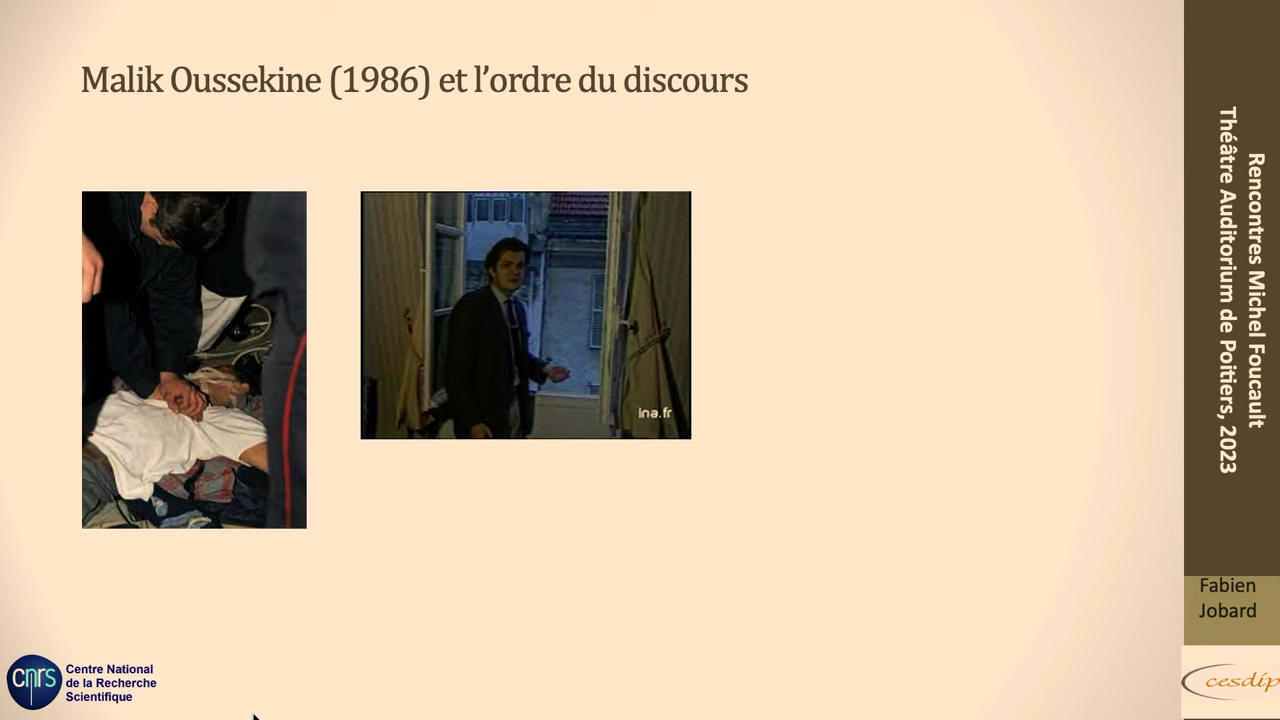 Malik Oussekine (1986) et l’ordre du discours
ina.fr
Rencontres Michel Foucault
Théâtre Auditorium de Poitiers, 2023
Fabien
Jobard
cnrs
Centre National
de la Recherche
Scientifique
cesdip